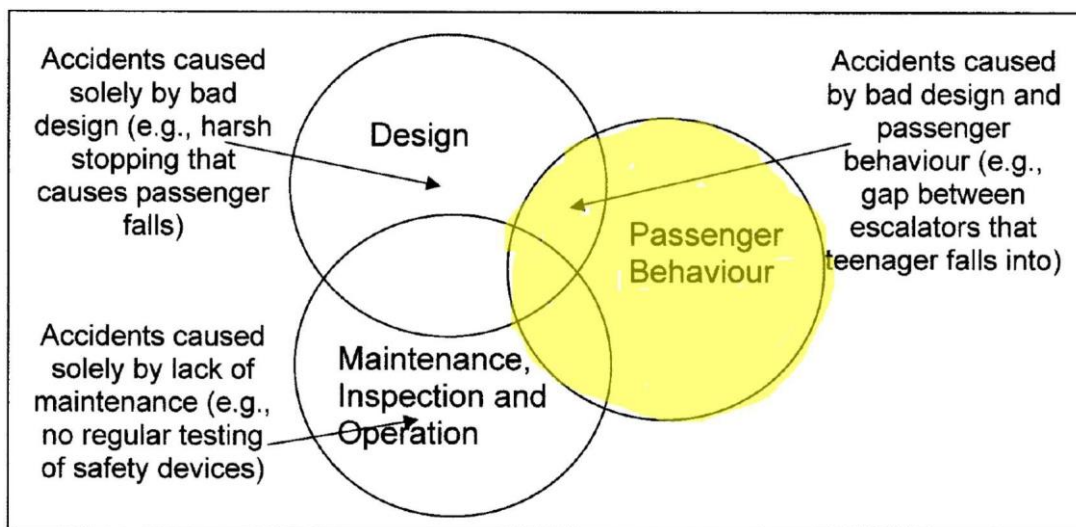 Accidents caused
solely by bad
design (e.g., harsh
stopping that
causes passenger
falls)
Design
Accidents caused
by bad design and
passenger
behaviour (e.g.,
gap between
escalators that
teenager falls into)
Passenger
Behaviour
Accidents caused
solely by lack of
maintenance (e.g.,
no regular testing
of safety devices)
Maintenance,
Inspection and
Operation